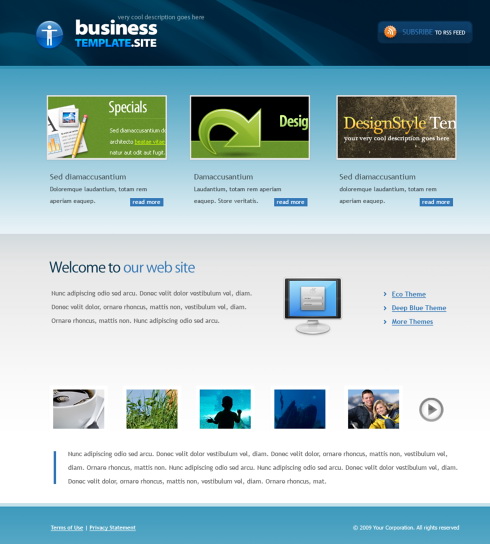 very cool description goes here
business
TEMPLATE.SITE
SUBSRIBE TO RSS FEED
Specials
Sed diamaccusantium d
architecto beatae vitae
natur aut odit aut fugit.
Desig
DesignStyle Ten
your very cool description goes here
Sed diamaccusantium
Doloremque laudantium, totam rem
aperiam eaquep.
read more
Damaccusantium
Laudantium, totam rem aperiam
eaquep. Store veritatis.
read more
Sed diamaccusantium
doloremque laudantium, totam rem
aperiam eaquep.
read more
Welcome to our web site
Nunc adipiscing odio sed arcu. Donec velit dolor vestibulum vel, diam.
Donec velit dolor, ornare rhoncus, mattis non, vestibulum vel, diam.
Ornare rhoncus, mattis non. Nunc adipiscing odio sed arcu.
Eco Theme
Deep Blue Theme
More Themes
Nunc adipiscing odio sed arcu. Donec velit dolor vestibulum vel, diam. Donec velit dolor, ornare rhoncus, mattis non, vestibulum vel,
diam. Ornare rhoncus, mattis non. Nunc adipiscing odio sed arcu. Nunc adipiscing odio sed arcu. Donec velit dolor vestibulum vel, diam.
Donec velit dolor, ornare rhoncus, mattis non, vestibulum vel, diam. Ornare rhoncus, mat.
Terms of Use | Privacy Statement
© 2009 Your Corporation. All rights reserved